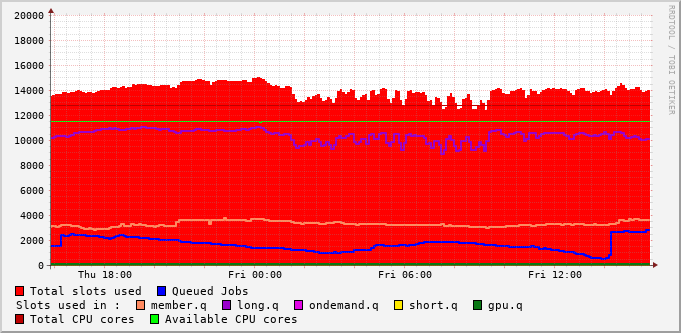 RRDTOOL / TOBI OETIKER
20000
18000
16000
14000
12000
10000
8000
6000
4000
2000
0
Thu 18:00 Fri 00:00 Fri 06:00 Fri 12:00
Total slots used Queued Jobs
Slots used in : member.q long.q ondemand.q short.q gpu.q
Total CPU cores Available CPU cores